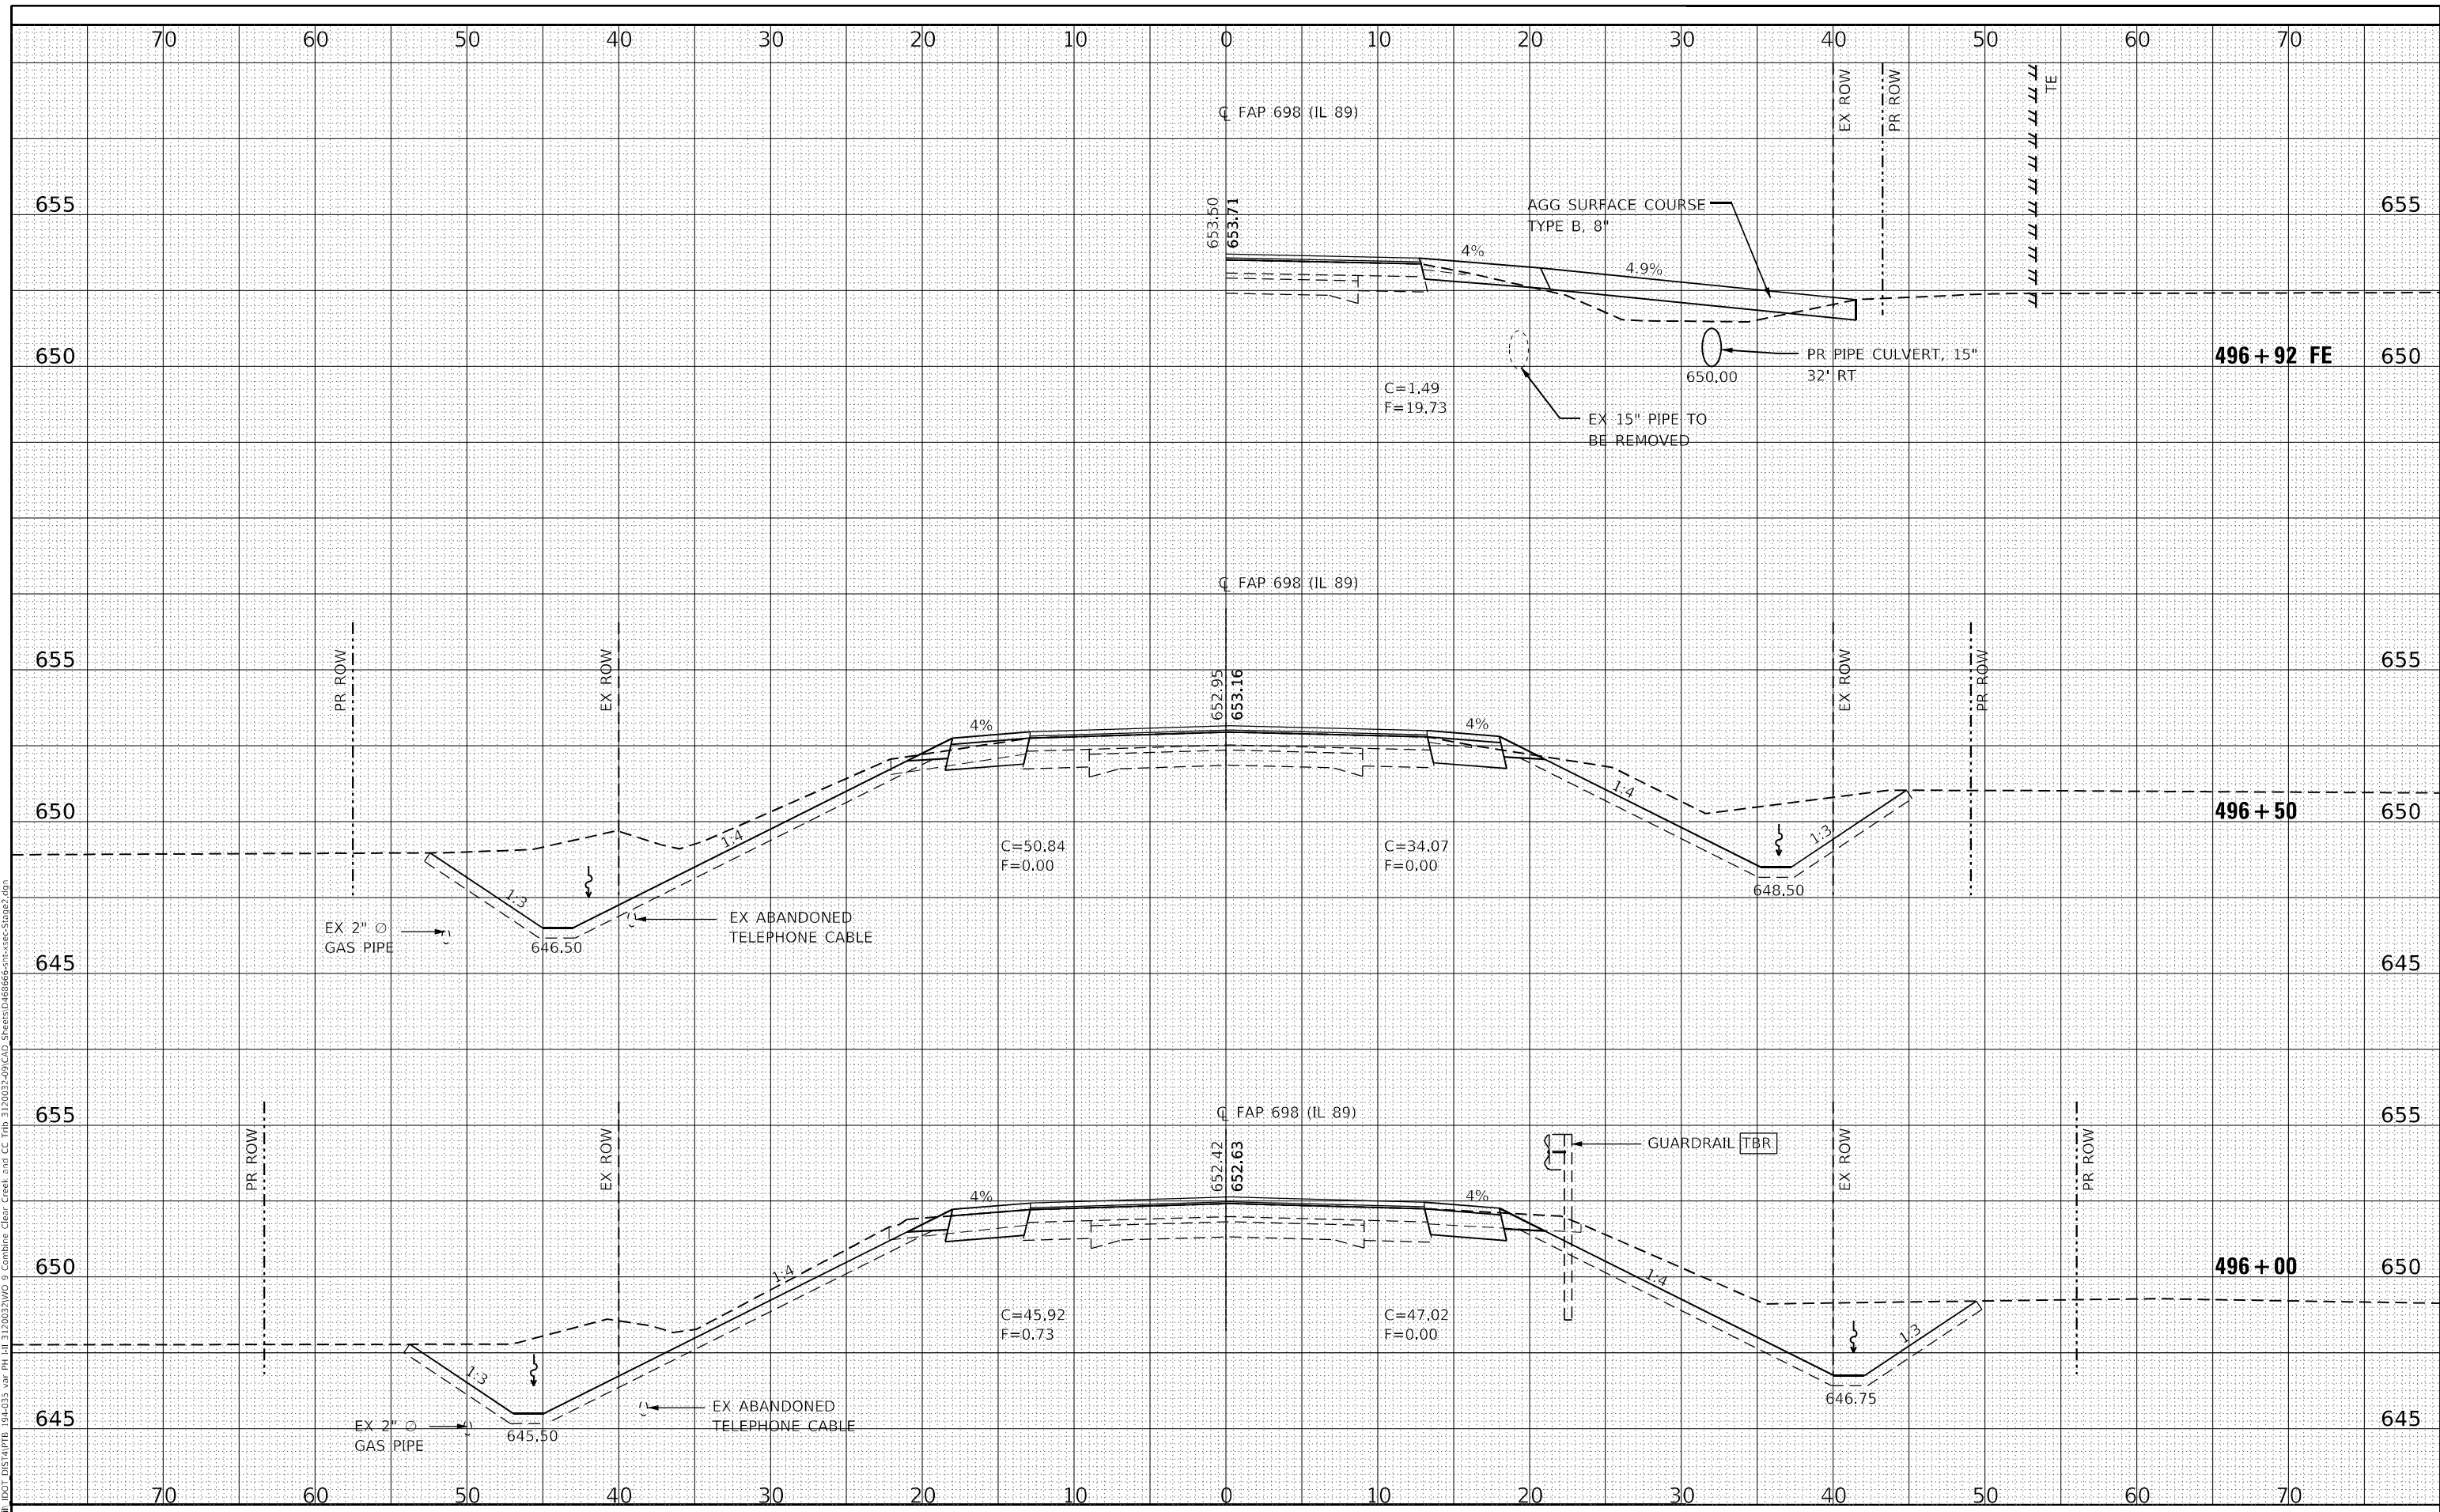 70 60 50 40 30 20 10 0 10 20 30 40 50 60 70
℄ FAP 698 (IL 89)
EX ROW
PR ROW
TE
653.50
653.71
655
655
AGG SURFACE COURSE
TYPE B, 8"
4%
4.9%
650
PR PIPE CULVERT, 15"
32' RT
650.00
496+92 FE
650
C=1.49
F=19.73
EX 15" PIPE TO
BE REMOVED
℄ FAP 698 (IL 89)
655
PR ROW
EX ROW
652.95
653.16
EX ROW
PR ROW
655
4%
4%
1:4
1:4
650
496+50
650
1:3
C=50.84
F=0.00
C=34.07
F=0.00
648.50
1:3
EX 2" ∅
GAS PIPE
646.50
EX ABANDONED
TELEPHONE CABLE
645
645
℄ FAP 698 (IL 89)
655
PR ROW
EX ROW
652.42
652.63
GUARDRAIL TBR
EX ROW
PR ROW
655
4%
4%
1:4
1:4
650
496+00
650
C=45.92
F=0.73
C=47.02
F=0.00
1:3
1:3
646.75
EX 2" ∅
GAS PIPE
645.50
EX ABANDONED
TELEPHONE CABLE
645
645
70 60 50 40 30 20 10 0 10 20 30 40 50 60 70